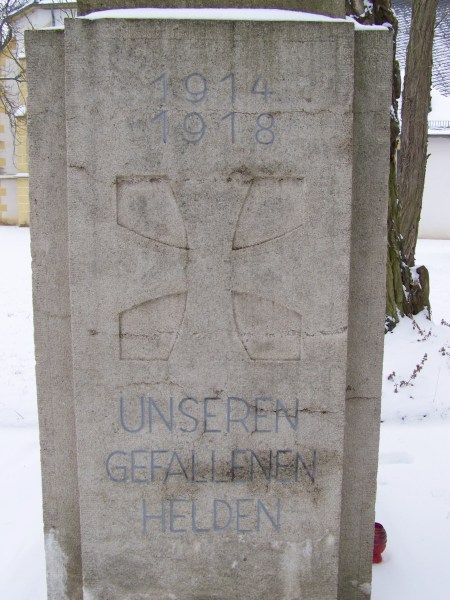 1914
1918
UNSEREN
GEFALLENEN
HELDEN